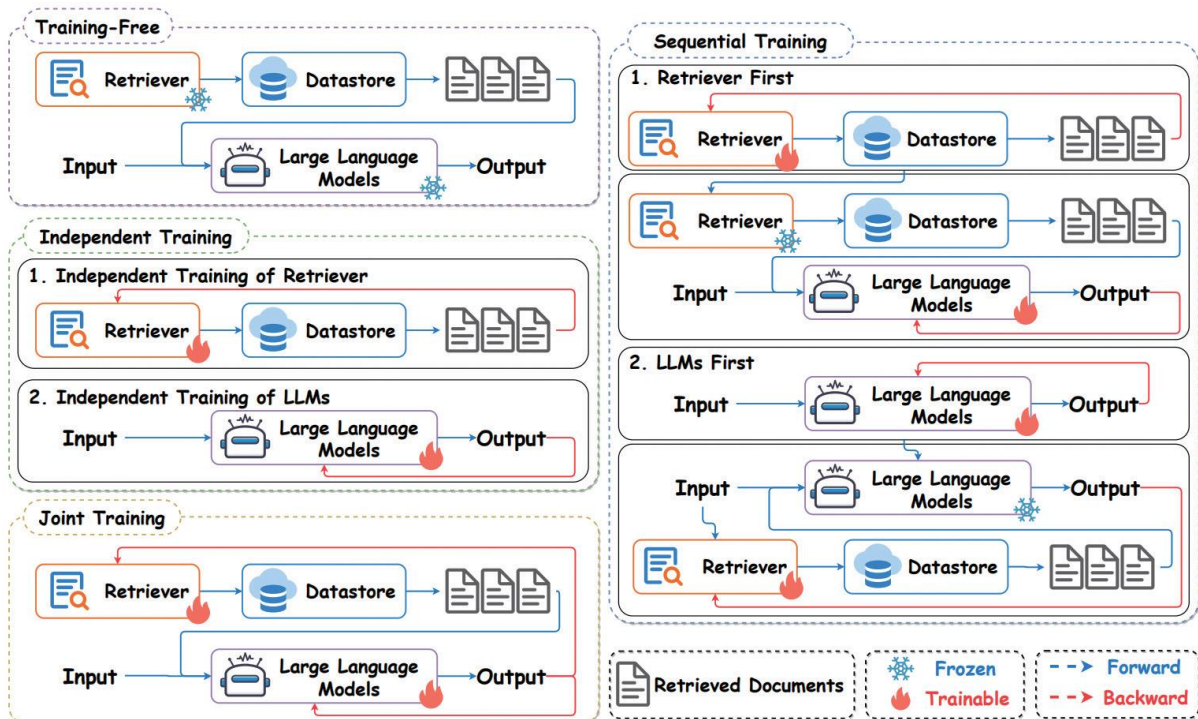 Training-Free
Retriever
Datastore
Input
Large Language
Models
Output
Independent Training
1. Independent Training of Retriever
Retriever
Datastore
2. Independent Training of LLMs
Input
Large Language
Models
Output
Joint Training
Retriever
Datastore
Input
Large Language
Models
Output
Sequential Training
1. Retriever First
Retriever
Datastore
Retriever
Datastore
Input
Large Language
Models
Output
2. LLMs First
Input
Large Language
Models
Output
Input
Large Language
Models
Output
Retriever
Datastore
Retrieved Documents
Frozen
Trainable
Forward
Backward